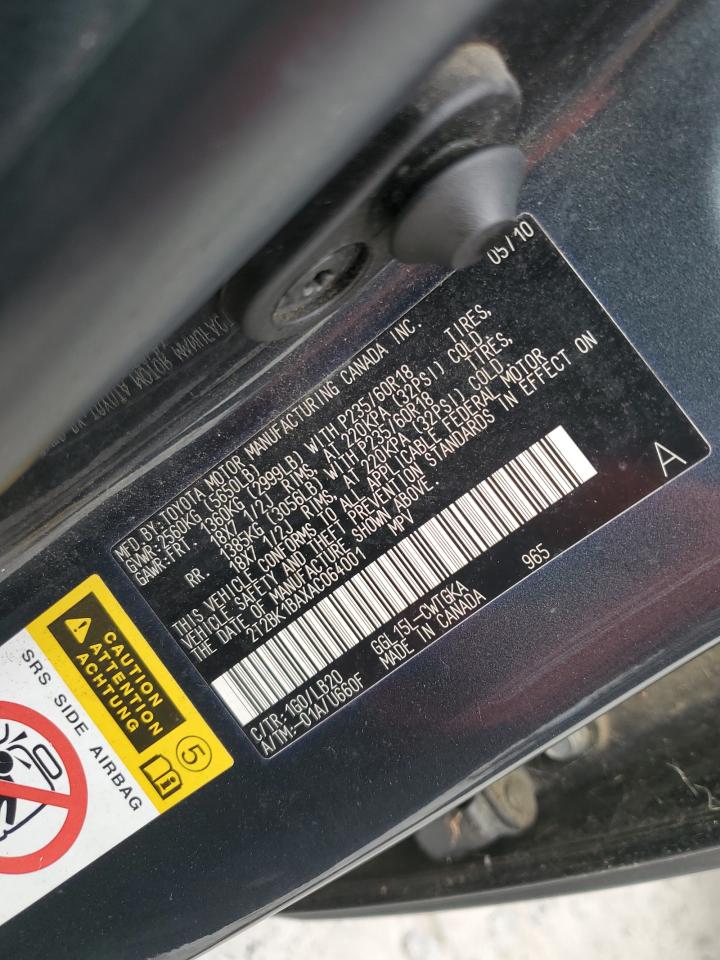 05/10
MFD.BY:TOYOTA MOTOR MANUFACTURING CANADA INC.
GVWR:2560KG (5650LB)
GAWR:FRT. 1360KG (2999LB) WITH P235/60R18 TIRES,
18X7 1/2J RIMS, AT 220KPA (32PSI) COLD.
RR. 1385KG (3056LB) WITH P235/60R18 TIRES,
18X7 1/2J RIMS, AT 220KPA (32PSI) COLD.
THIS VEHICLE CONFORMS TO ALL APPLICABLE FEDERAL MOTOR
VEHICLE SAFETY AND THEFT PREVENTION STANDARDS IN EFFECT ON
THE DATE OF MANUFACTURE SHOWN ABOVE.
2T2BK1BAXAC064001 MPV
C/TR:1G0/LB20 GGL15L-CWTGKA 965
A/TM:-01A/U660F MADE IN CANADA
A
CAUTION
ATTENTION
ACHTUNG
SRS SIDE AIRBAG
5
i